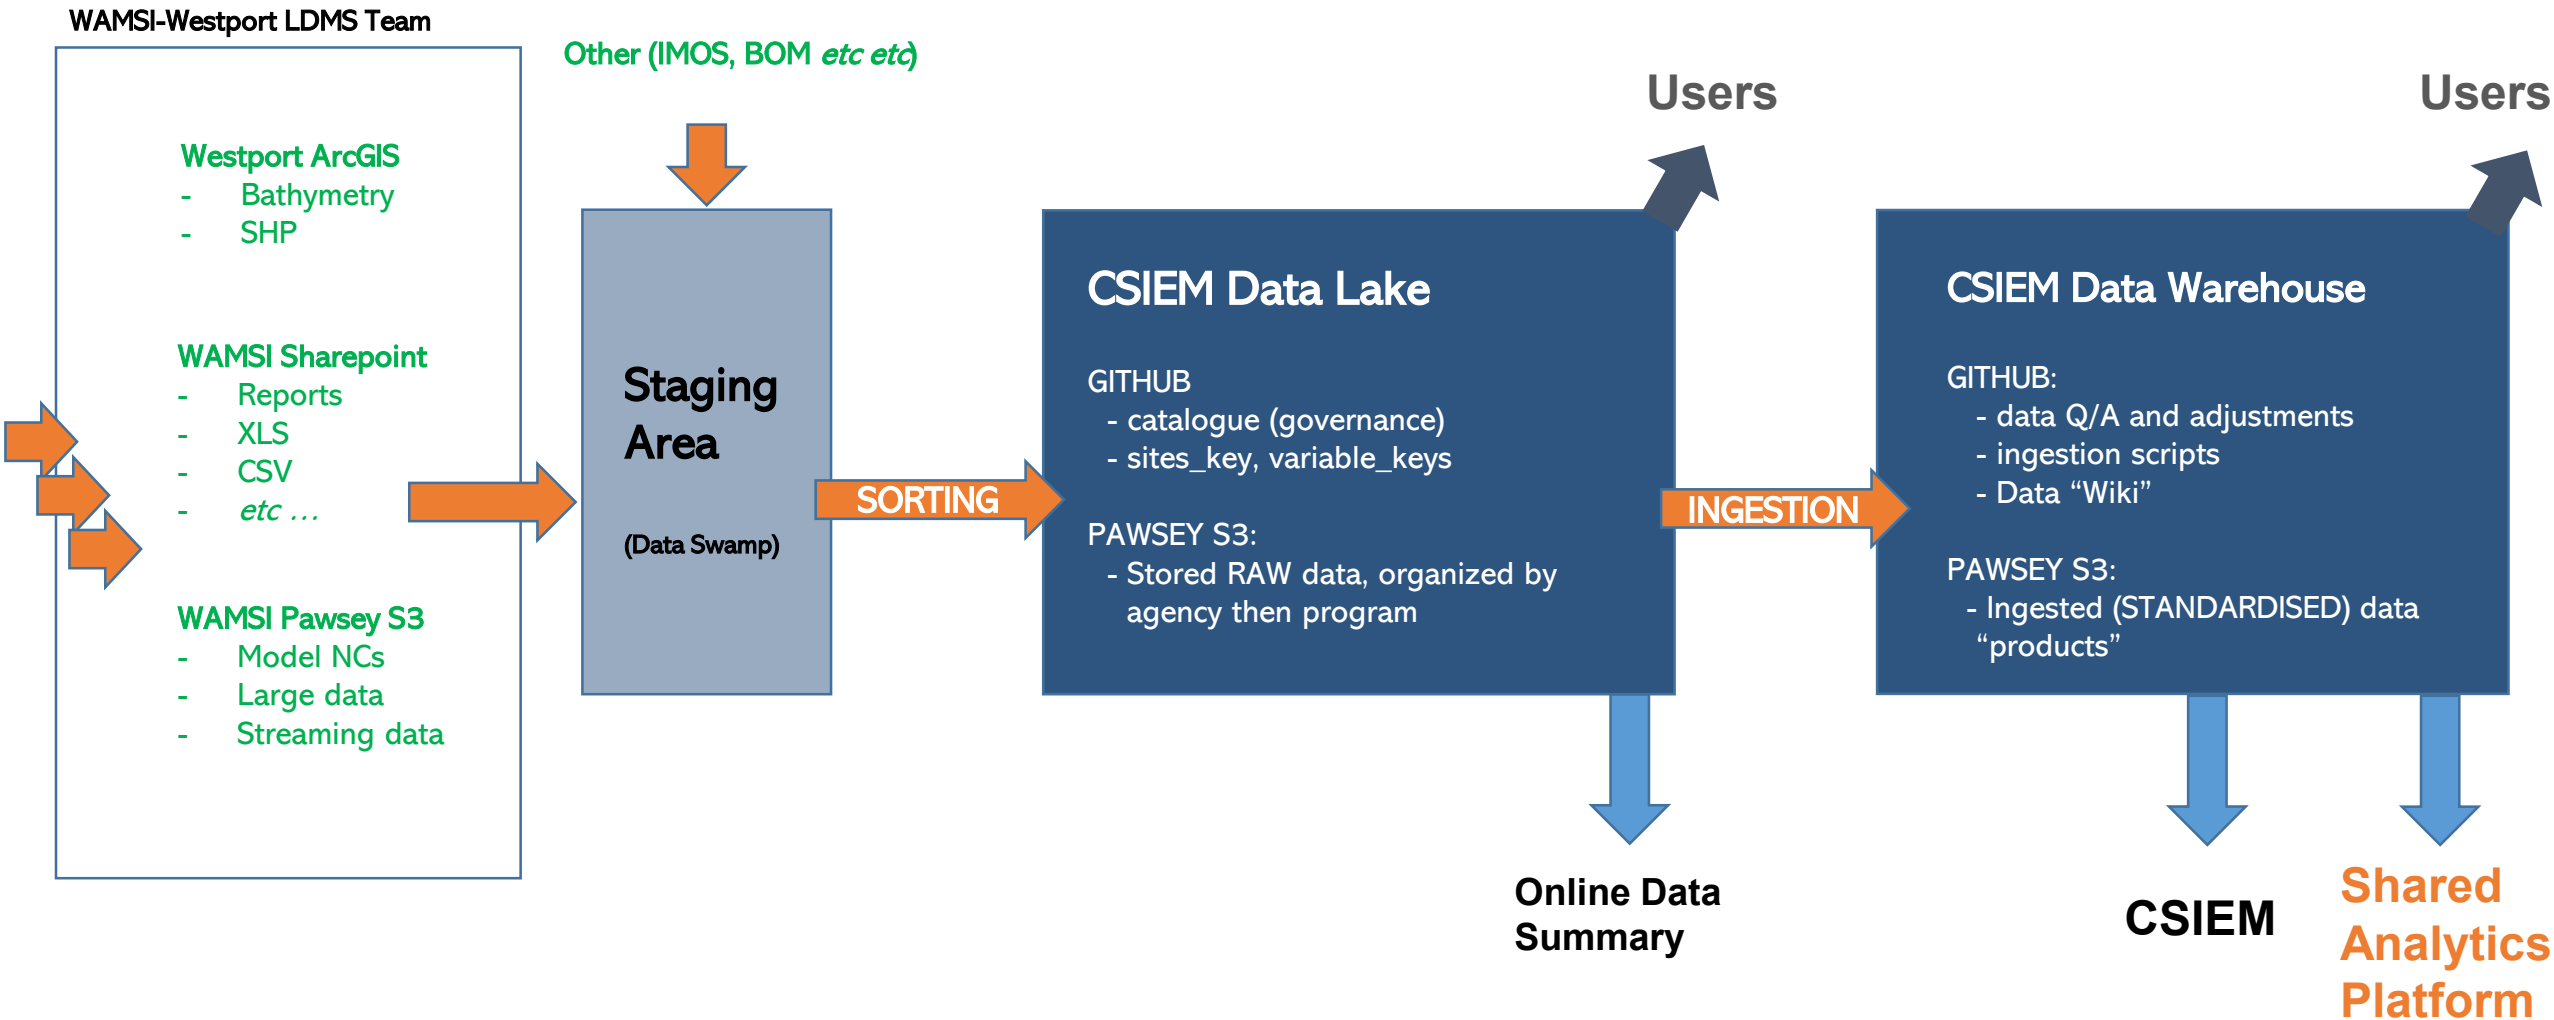 WAMSI-Westport LDMS Team
Westport ArcGIS
- Bathymetry
- SHP
WAMSI Sharepoint
- Reports
- XLS
- CSV
- etc ...
WAMSI Pawsey S3
- Model NCs
- Large data
- Streaming data
Other (IMOS, BOM etc etc)
Staging
Area
(Data Swamp)
SORTING
Users
CSIEM Data Lake
GITHUB
- catalogue (governance)
- sites_key, variable_keys
PAWSEY S3:
- Stored RAW data, organized by
agency then program
Online Data
Summary
INGESTION
Users
CSIEM Data Warehouse
GITHUB:
- data Q/A and adjustments
- ingestion scripts
- Data “Wiki”
PAWSEY S3:
- Ingested (STANDARDISED) data
“products”
CSIEM
Shared
Analytics
Platform